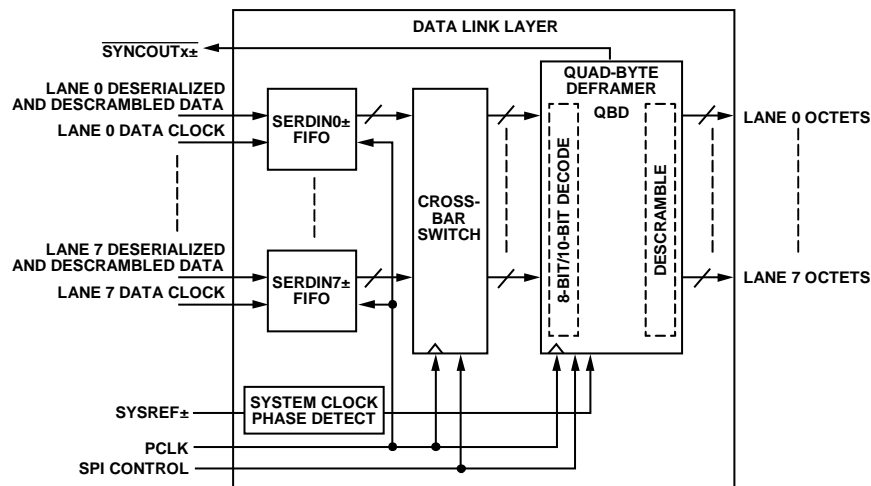 DATA LINK LAYER
SYNCOUTx±
QUAD-BYTE
DEFRAMER
QBD
LANE 0 DESERIALIZED
AND DESCRAMBLED DATA
LANE 0 DATA CLOCK
SERDIN0±
FIFO
LANE 0 OCTETS
CROSS-
BAR
SWITCH
8-BIT/10-BIT DECODE
DESCRAMBLE
LANE 7 DESERIALIZED
AND DESCRAMBLED DATA
LANE 7 DATA CLOCK
SERDIN7±
FIFO
LANE 7 OCTETS
SYSREF±
SYSTEM CLOCK
PHASE DETECT
PCLK
SPI CONTROL